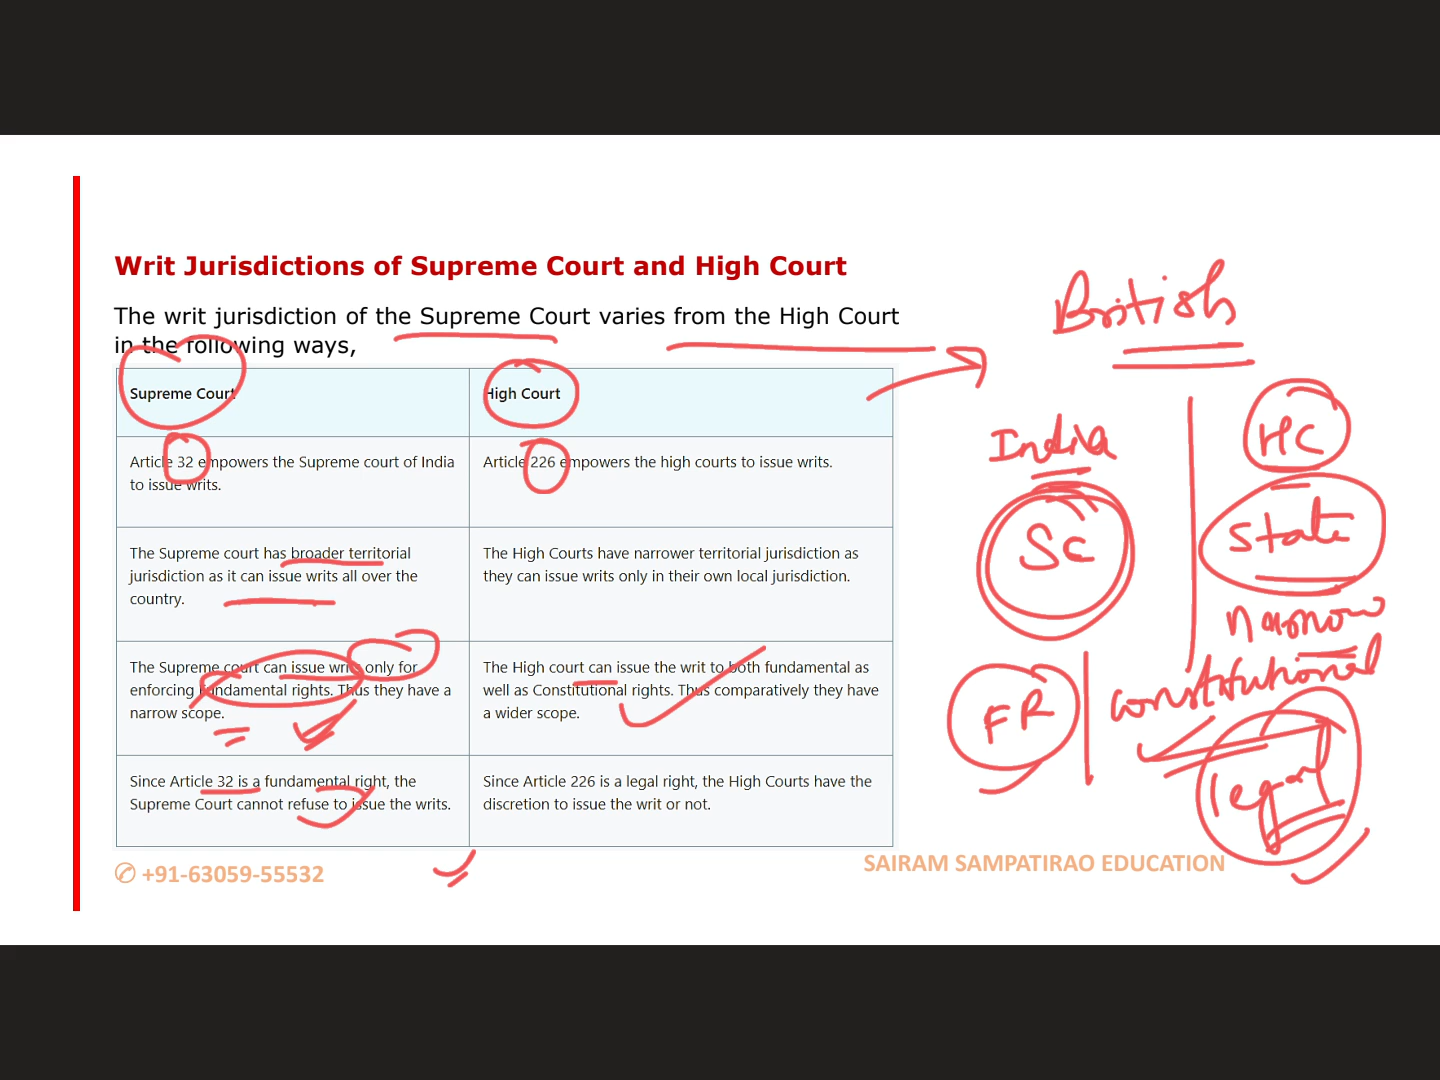 Writ Jurisdictions of Supreme Court and High Court
The writ jurisdiction of the Supreme Court varies from the High Court
in the following ways,
Supreme Court
High Court
Article 32 empowers the Supreme court of India
to issue writs.
Article 226 empowers the high courts to issue writs.
The Supreme court has broader territorial
jurisdiction as it can issue writs all over the
country.
The High Courts have narrower territorial jurisdiction as
they can issue writs only in their own local jurisdiction.
The Supreme court can issue writs only for
enforcing fundamental rights. Thus they have a
narrow scope.
The High court can issue the writ to both fundamental as
well as Constitutional rights. Thus comparatively they have
a wider scope.
Since Article 32 is a fundamental right, the
Supreme Court cannot refuse to issue the writs.
Since Article 226 is a legal right, the High Courts have the
discretion to issue the writ or not.
British
India
SC
HC
State
narrow
FR
constitutional
legal
✆ +91-63059-55532
SAIRAM SAMPATIRAO EDUCATION